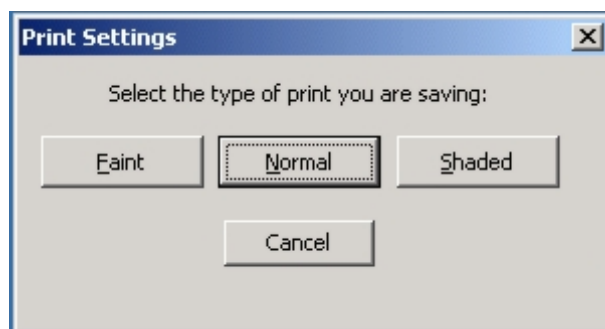 Print Settings
Select the type of print you are saving:
Faint Normal Shaded
Cancel